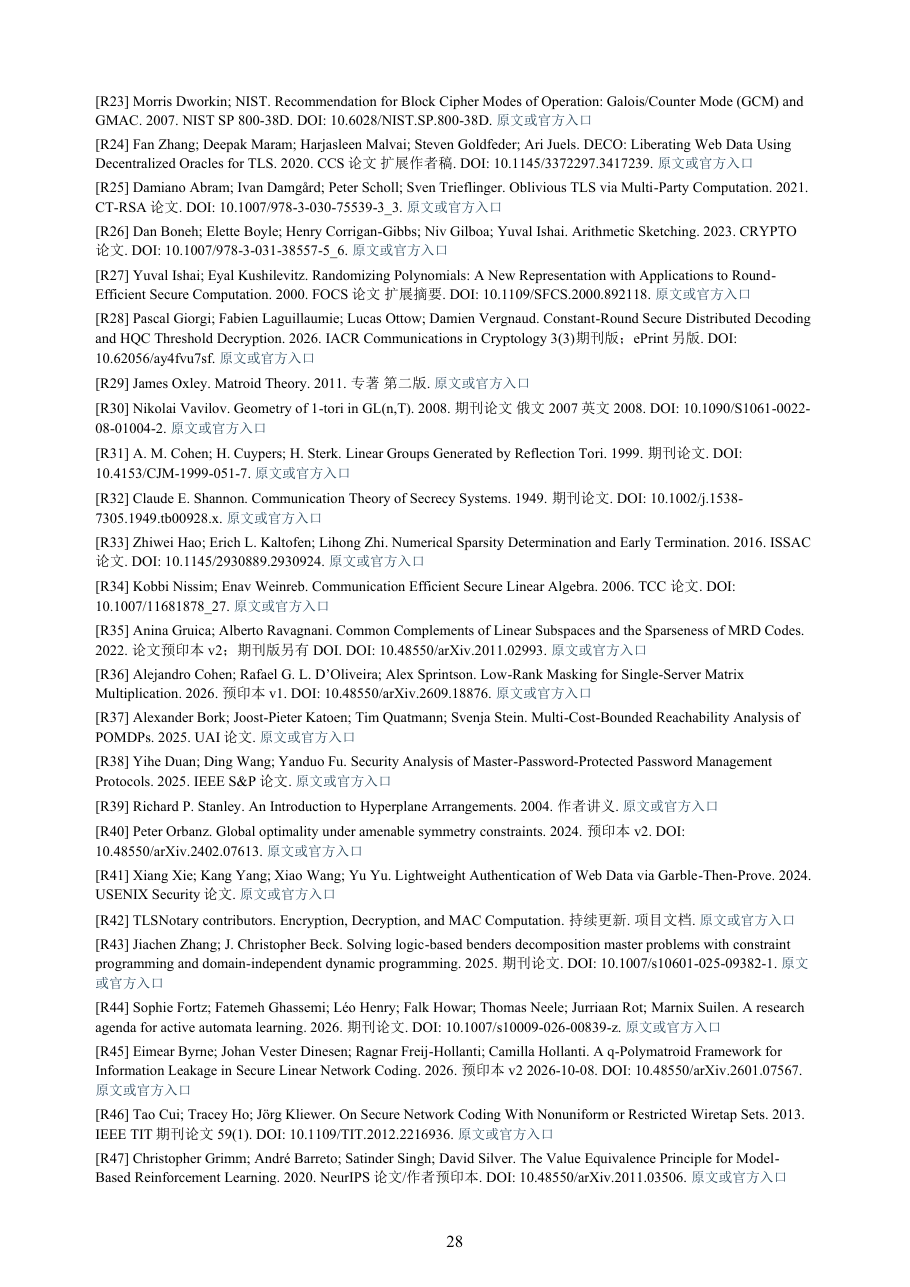 [R23] Morris Dworkin; NIST. Recommendation for Block Cipher Modes of Operation: Galois/Counter Mode (GCM) and
GMAC. 2007. NIST SP 800-38D. DOI: 10.6028/NIST.SP.800-38D. 原文或官方入口
[R24] Fan Zhang; Deepak Maram; Harjasleen Malvai; Steven Goldfeder; Ari Juels. DECO: Liberating Web Data Using
Decentralized Oracles for TLS. 2020. CCS 论文 扩展作者稿. DOI: 10.1145/3372297.3417239. 原文或官方入口
[R25] Damiano Abram; Ivan Damgård; Peter Scholl; Sven Trieflinger. Oblivious TLS via Multi-Party Computation. 2021.
CT-RSA 论文. DOI: 10.1007/978-3-030-75539-3_3. 原文或官方入口
[R26] Dan Boneh; Elette Boyle; Henry Corrigan-Gibbs; Niv Gilboa; Yuval Ishai. Arithmetic Sketching. 2023. CRYPTO
论文. DOI: 10.1007/978-3-031-38557-5_6. 原文或官方入口
[R27] Yuval Ishai; Eyal Kushilevitz. Randomizing Polynomials: A New Representation with Applications to Round-
Efficient Secure Computation. 2000. FOCS 论文 扩展摘要. DOI: 10.1109/SFCS.2000.892118. 原文或官方入口
[R28] Pascal Giorgi; Fabien Laguillaumie; Lucas Ottow; Damien Vergnaud. Constant-Round Secure Distributed Decoding
and HQC Threshold Decryption. 2026. IACR Communications in Cryptology 3(3)期刊版；ePrint 另版. DOI:
10.62056/ay4fvu7sf. 原文或官方入口
[R29] James Oxley. Matroid Theory. 2011. 专著 第二版. 原文或官方入口
[R30] Nikolai Vavilov. Geometry of 1-tori in GL(n,T). 2008. 期刊论文 俄文 2007 英文 2008. DOI: 10.1090/S1061-0022-
08-01004-2. 原文或官方入口
[R31] A. M. Cohen; H. Cuypers; H. Sterk. Linear Groups Generated by Reflection Tori. 1999. 期刊论文. DOI:
10.4153/CJM-1999-051-7. 原文或官方入口
[R32] Claude E. Shannon. Communication Theory of Secrecy Systems. 1949. 期刊论文. DOI: 10.1002/j.1538-
7305.1949.tb00928.x. 原文或官方入口
[R33] Zhiwei Hao; Erich L. Kaltofen; Lihong Zhi. Numerical Sparsity Determination and Early Termination. 2016. ISSAC
论文. DOI: 10.1145/2930889.2930924. 原文或官方入口
[R34] Kobbi Nissim; Enav Weinreb. Communication Efficient Secure Linear Algebra. 2006. TCC 论文. DOI:
10.1007/11681878_27. 原文或官方入口
[R35] Anina Gruica; Alberto Ravagnani. Common Complements of Linear Subspaces and the Sparseness of MRD Codes.
2022. 论文预印本 v2；期刊版另有 DOI. DOI: 10.48550/arXiv.2011.02993. 原文或官方入口
[R36] Alejandro Cohen; Rafael G. L. D’Oliveira; Alex Sprintson. Low-Rank Masking for Single-Server Matrix
Multiplication. 2026. 预印本 v1. DOI: 10.48550/arXiv.2609.18876. 原文或官方入口
[R37] Alexander Bork; Joost-Pieter Katoen; Tim Quatmann; Svenja Stein. Multi-Cost-Bounded Reachability Analysis of
POMDPs. 2025. UAI 论文. 原文或官方入口
[R38] Yihe Duan; Ding Wang; Yanduo Fu. Security Analysis of Master-Password-Protected Password Management
Protocols. 2025. IEEE S&P 论文. 原文或官方入口
[R39] Richard P. Stanley. An Introduction to Hyperplane Arrangements. 2004. 作者讲义. 原文或官方入口
[R40] Peter Orbanz. Global optimality under amenable symmetry constraints. 2024. 预印本 v2. DOI:
10.48550/arXiv.2402.07613. 原文或官方入口
[R41] Xiang Xie; Kang Yang; Xiao Wang; Yu Yu. Lightweight Authentication of Web Data via Garble-Then-Prove. 2024.
USENIX Security 论文. 原文或官方入口
[R42] TLSNotary contributors. Encryption, Decryption, and MAC Computation. 持续更新. 项目文档. 原文或官方入口
[R43] Jiachen Zhang; J. Christopher Beck. Solving logic-based benders decomposition master problems with constraint
programming and domain-independent dynamic programming. 2025. 期刊论文. DOI: 10.1007/s10601-025-09382-1. 原文
或官方入口
[R44] Sophie Fortz; Fatemeh Ghassemi; Léo Henry; Falk Howar; Thomas Neele; Jurriaan Rot; Marnix Suilen. A research
agenda for active automata learning. 2026. 期刊论文. DOI: 10.1007/s10009-026-00839-z. 原文或官方入口
[R45] Eimear Byrne; Johan Vester Dinesen; Ragnar Freij-Hollanti; Camilla Hollanti. A q-Polymatroid Framework for
Information Leakage in Secure Linear Network Coding. 2026. 预印本 v2 2026-10-08. DOI: 10.48550/arXiv.2601.07567.
原文或官方入口
[R46] Tao Cui; Tracey Ho; Jörg Kliewer. On Secure Network Coding With Nonuniform or Restricted Wiretap Sets. 2013.
IEEE TIT 期刊论文 59(1). DOI: 10.1109/TIT.2012.2216936. 原文或官方入口
[R47] Christopher Grimm; André Barreto; Satinder Singh; David Silver. The Value Equivalence Principle for Model-
Based Reinforcement Learning. 2020. NeurIPS 论文/作者预印本. DOI: 10.48550/arXiv.2011.03506. 原文或官方入口
28